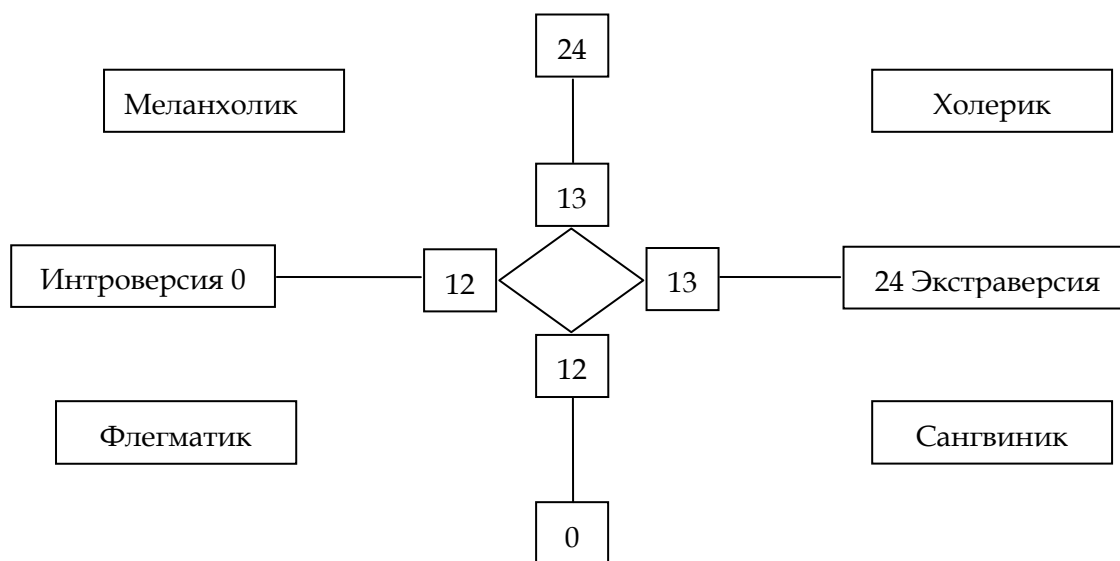 24
Меланхолик
Холерик
13
Интроверсия 0
12
13
24 Экстраверсия
12
Флегматик
Сангвиник
0